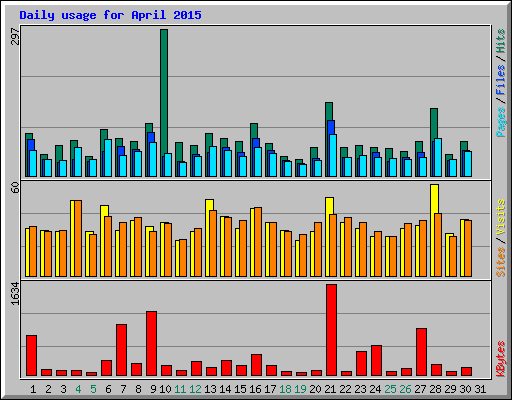 Daily usage for April 2015
297
Pages / Files / Hits
60
Sites / Visits
1634
KBytes
1 2 3 4 5 6 7 8 9 10 11 12 13 14 15 16 17 18 19 20 21 22 23 24 25 26 27 28 29 30 31